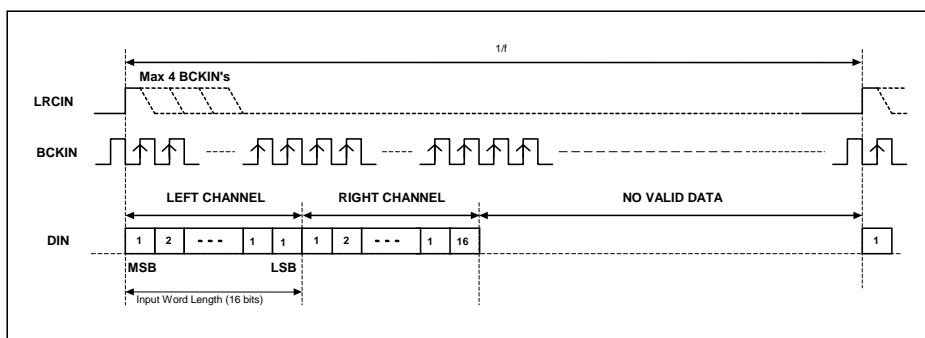 1/f
Max 4 BCKIN's
LRCIN
BCKIN
LEFT CHANNEL RIGHT CHANNEL NO VALID DATA
DIN 1 2 1 1 1 2 1 16 1
MSB LSB
Input Word Length (16 bits)